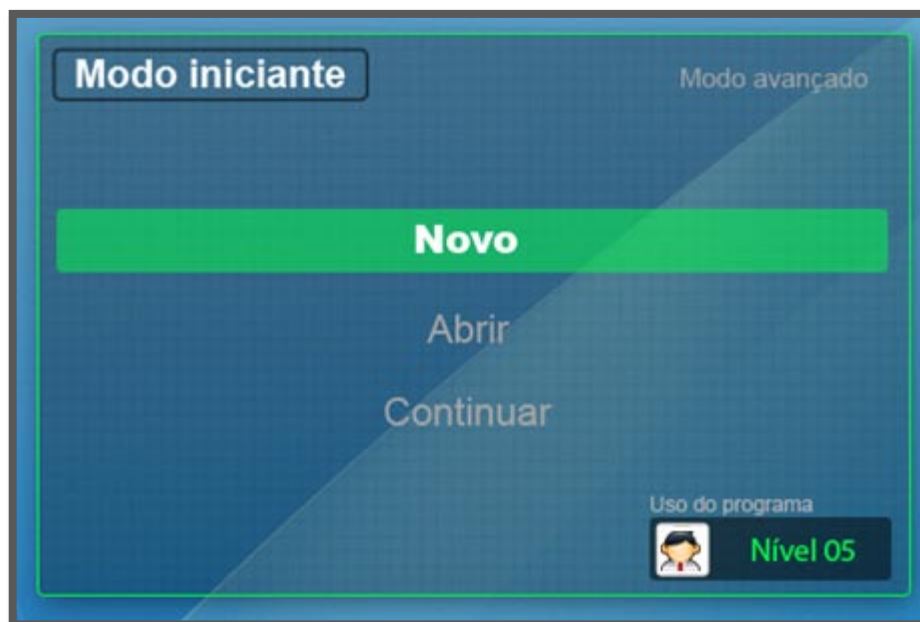 Modo iniciante
Modo avançado
Novo
Abrir
Continuar
Uso do programa
Nível 05